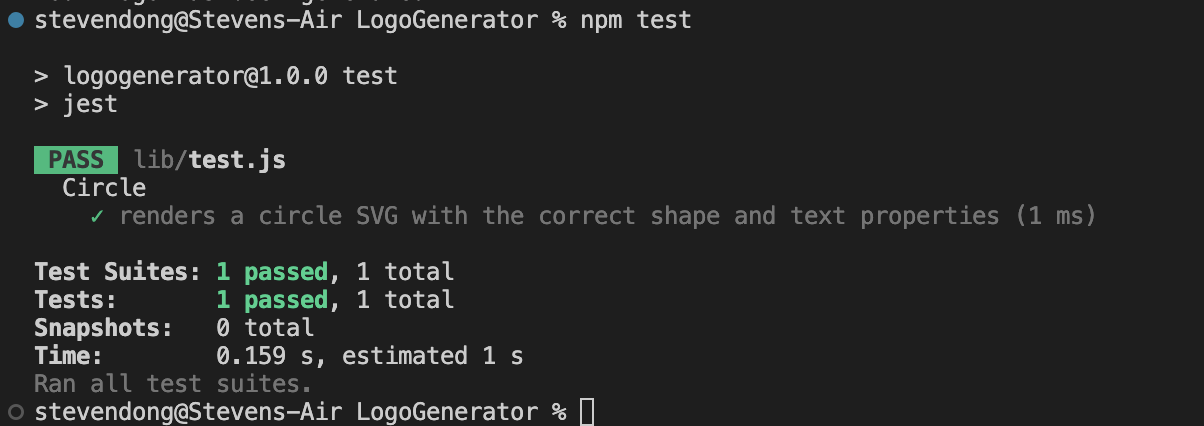 stevendong@Stevens-Air LogoGenerator % npm test
> logogenerator@1.0.0 test
> jest
PASS lib/test.js
Circle
✓ renders a circle SVG with the correct shape and text properties (1 ms)
Test Suites: 1 passed, 1 total
Tests: 1 passed, 1 total
Snapshots: 0 total
Time: 0.159 s, estimated 1 s
Ran all test suites.
stevendong@Stevens-Air LogoGenerator %